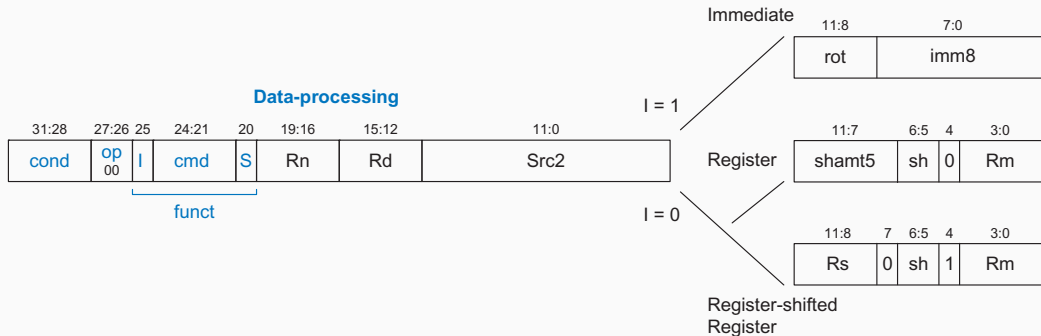 Immediate
11:8 7:0
rot imm8
Data-processing
I = 1
31:28 27:26 25 24:21 20 19:16 15:12 11:0
cond op 00 I cmd S Rn Rd Src2
funct
I = 0
Register
11:7 6:5 4 3:0
shamt5 sh 0 Rm
11:8 7 6:5 4 3:0
Rs 0 sh 1 Rm
Register-shifted
Register